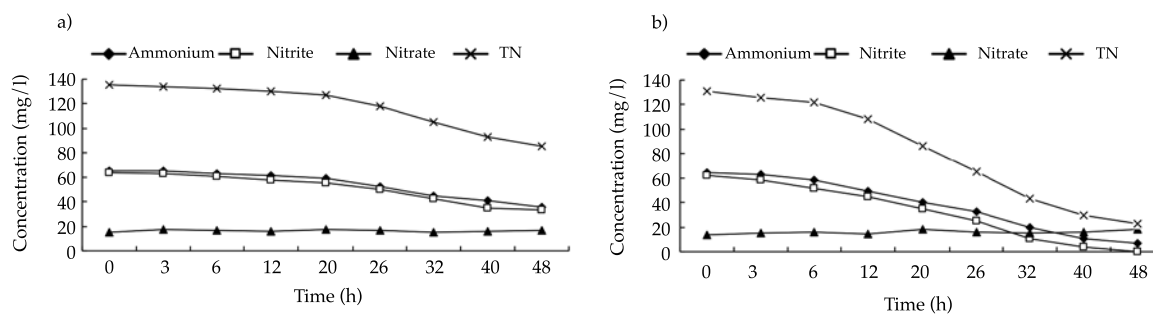 a)
Ammonium Nitrite Nitrate TN
Concentration (mg/l)
140
120
100
80
60
40
20
0
0 3 6 12 20 26 32 40 48
Time (h)
b)
Ammonium Nitrite Nitrate TN
Concentration (mg/l)
140
120
100
80
60
40
20
0
0 3 6 12 20 26 32 40 48
Time (h)